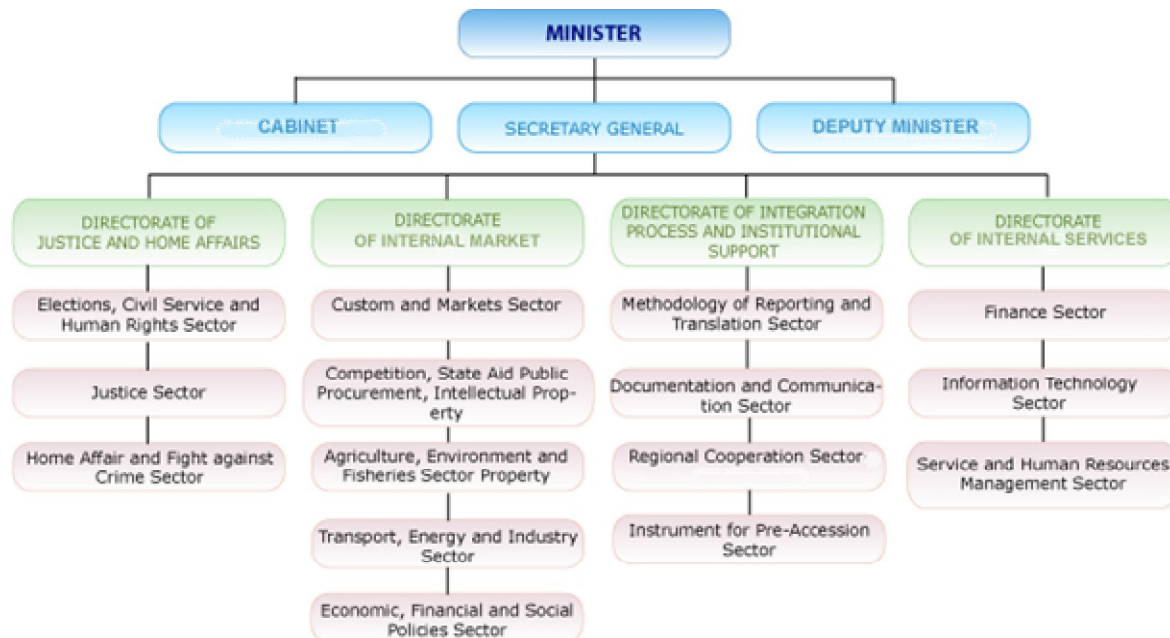 MINISTER
CABINET
SECRETARY GENERAL
DEPUTY MINISTER
DIRECTORATE OF
JUSTICE AND HOME AFFAIRS
DIRECTORATE
OF INTERNAL MARKET
DIRECTORATE OF INTEGRATION
PROCESS AND INSTITUTIONAL
SUPPORT
DIRECTORATE
OF INTERNAL SERVICES
Elections, Civil Service and
Human Rights Sector
Justice Sector
Home Affair and Fight against
Crime Sector
Custom and Markets Sector
Competition, State Aid Public
Procurement, Intellectual Prop-
erty
Agriculture, Environment and
Fisheries Sector Property
Transport, Energy and Industry
Sector
Economic, Financial and Social
Policies Sector
Methodology of Reporting and
Translation Sector
Documentation and Communica-
tion Sector
Regional Cooperation Sector
Instrument for Pre-Accession
Sector
Finance Sector
Information Technology
Sector
Service and Human Resources
Management Sector